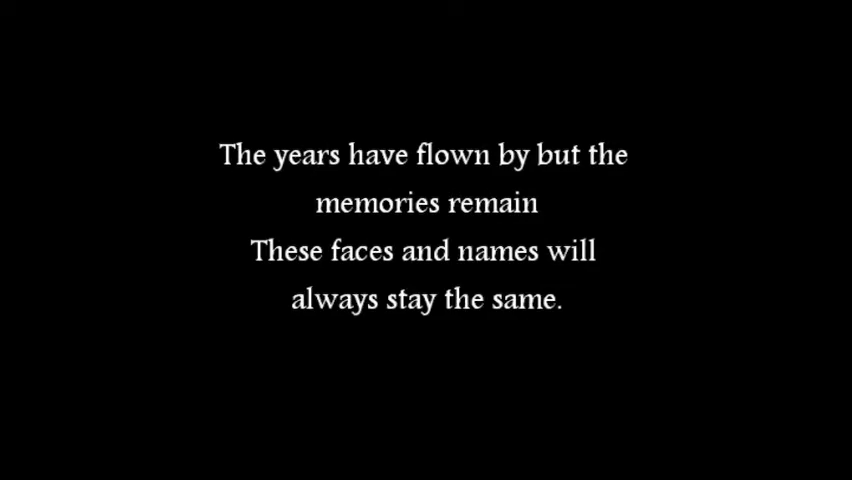 The years have flown by but the
memories remain
These faces and names will
always stay the same.